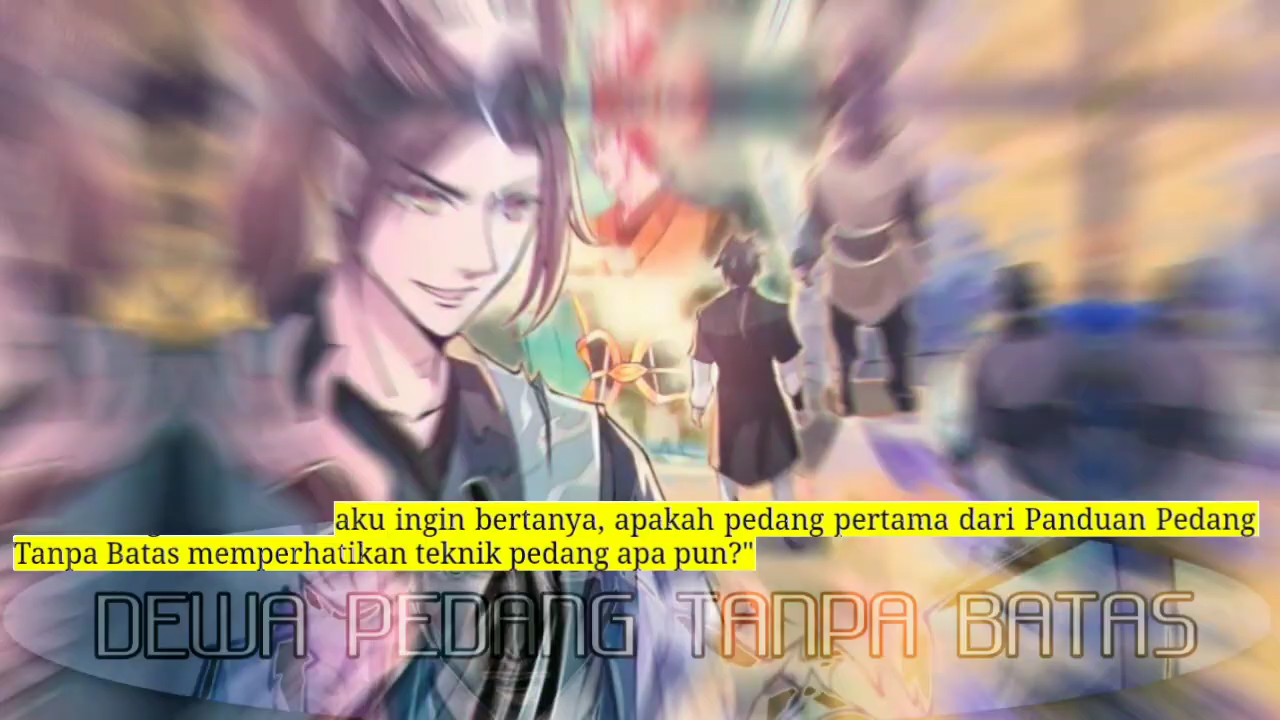 aku ingin bertanya, apakah pedang pertama dari Panduan Pedang
Tanpa Batas memperhatikan teknik pedang apa pun?"
DEWA PEDANG TANPA BATAS